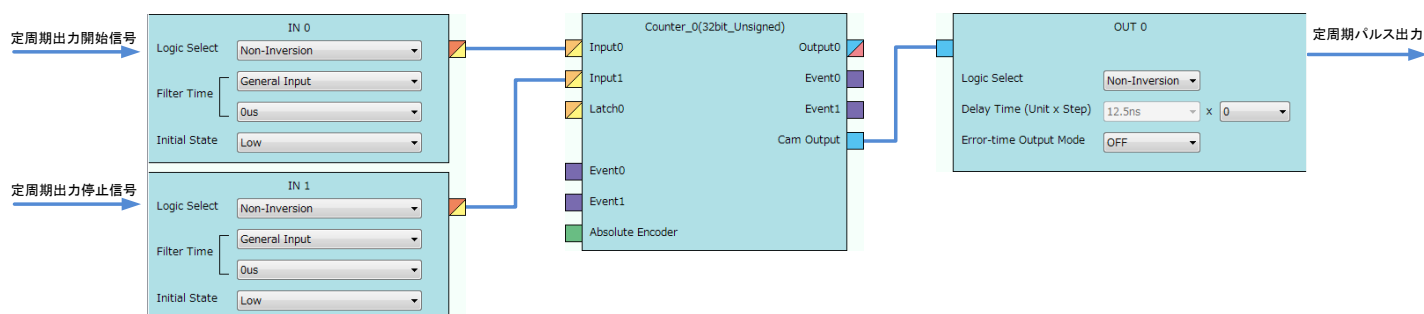 定周期出力開始信号
IN 0
Logic Select Non-Inversion
Filter Time General Input
0us
Initial State Low
定周期出力停止信号
IN 1
Logic Select Non-Inversion
Filter Time General Input
0us
Initial State Low
Counter_0(32bit_Unsigned)
Input0 Output0
Input1 Event0
Latch0 Event1
Cam Output
Event0
Event1
Absolute Encoder
OUT 0
Logic Select Non-Inversion
Delay Time (Unit x Step) 12.5ns x 0
Error-time Output Mode OFF
定周期パルス出力